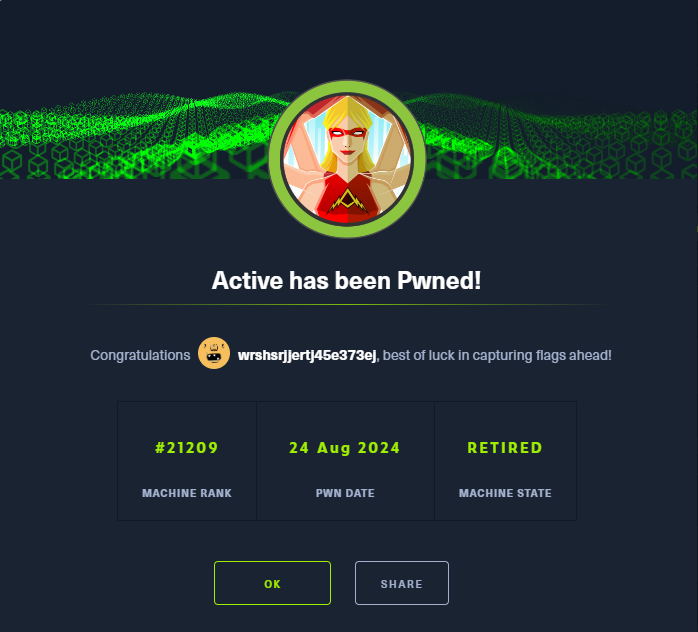 Active has been Pwned!
Congratulations wrshsrjjertj45e373ej, best of luck in capturing flags ahead!
#21209 24 Aug 2024 RETIRED
MACHINE RANK PWN DATE MACHINE STATE
OK SHARE